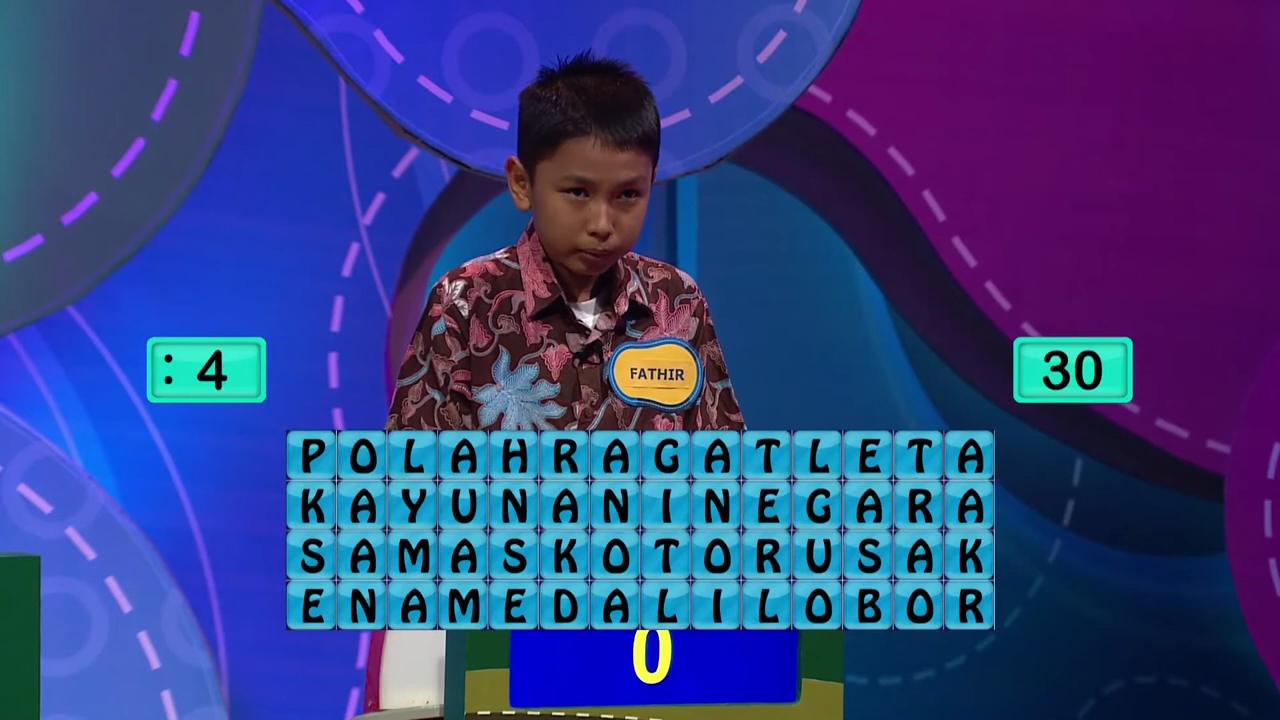 : 4
30
FATHIR
POLAHRAGATLETA
KAYUNANINEGARA
SAMASKOTORUSAK
ENAMEDALILOBOR
0